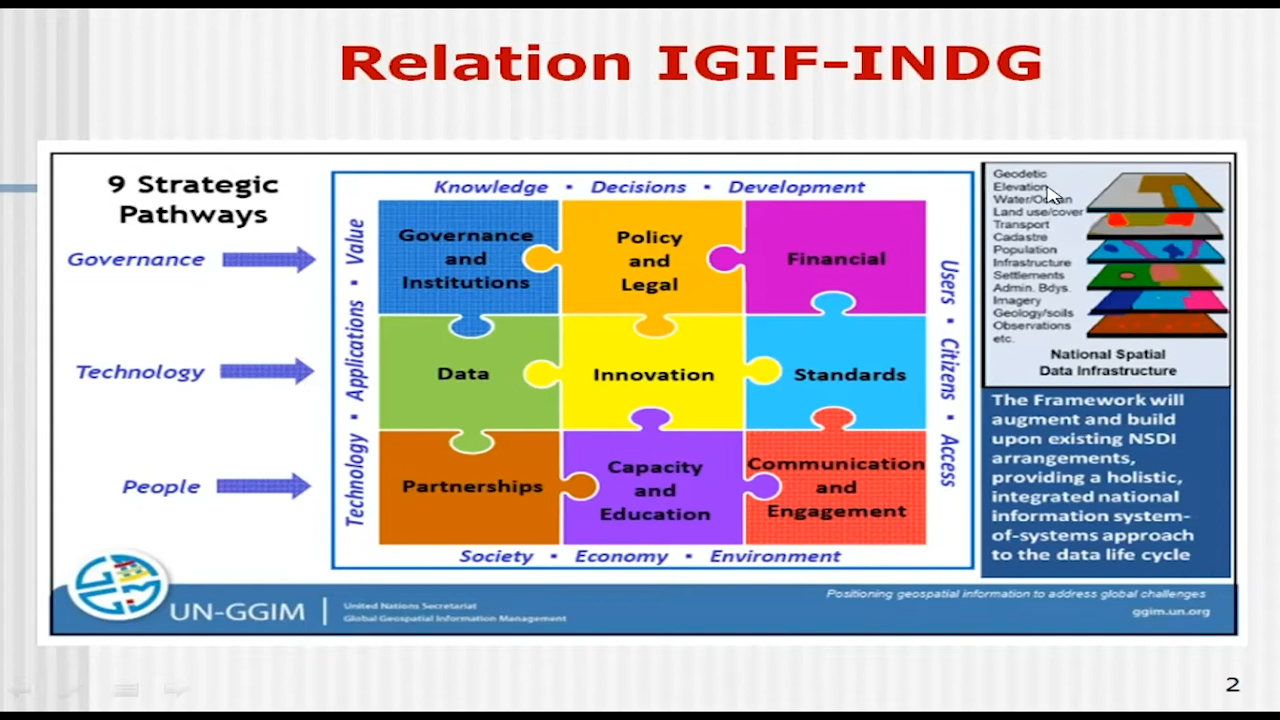 Relation IGIF-INDG
9 Strategic
Pathways
Governance
Technology
People
Knowledge • Decisions • Development
Technology • Applications • Value
Governance
and
Institutions
Policy
and
Legal
Financial
Data
Innovation
Standards
Partnerships
Capacity
and
Education
Communication
and
Engagement
Users • Citizens • Access
Society • Economy • Environment
Geodetic
Elevation
Water/Ocean
Land use/cover
Transport
Cadastre
Population
Infrastructure
Settlements
Admin. Bdys.
Imagery
Geology/soils
Observations
etc.
National Spatial
Data Infrastructure
The Framework will
augment and build
upon existing NSDI
arrangements,
providing a holistic,
integrated national
information system-
of-systems approach
to the data life cycle
UN-GGIM
United Nations Secretariat
Global Geospatial Information Management
Positioning geospatial information to address global challenges
ggim.un.org
2